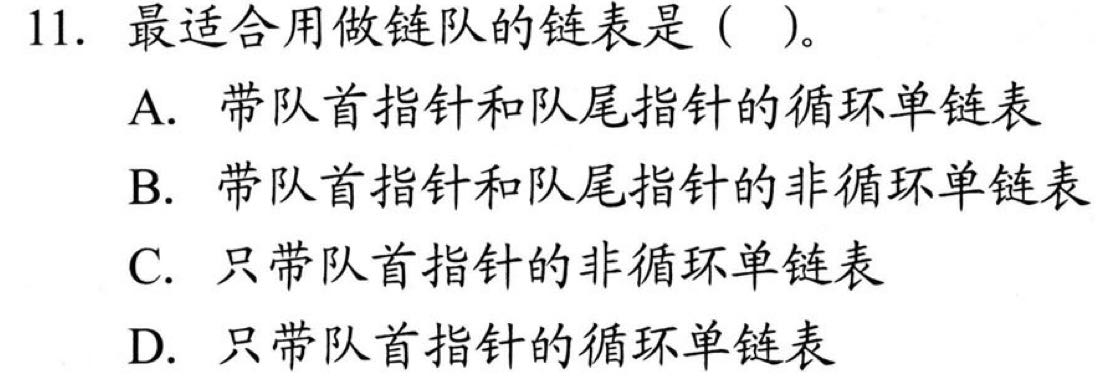 11. 最适合用做链队的链表是（ ）。
A. 带队首指针和队尾指针的循环单链表
B. 带队首指针和队尾指针的非循环单链表
C. 只带队首指针的非循环单链表
D. 只带队首指针的循环单链表